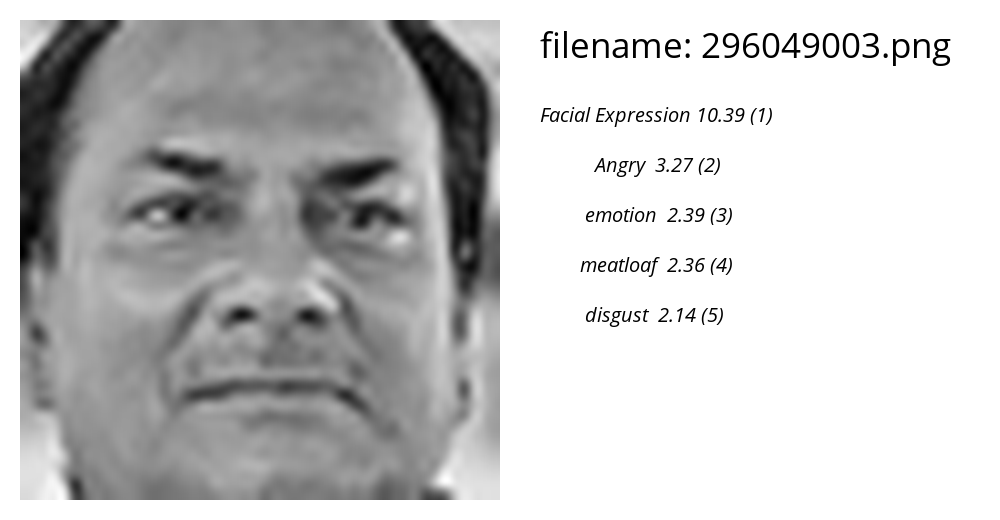 filename: 296049003.png
Facial Expression 10.39 (1)
Angry 3.27 (2)
emotion 2.39 (3)
meatloaf 2.36 (4)
disgust 2.14 (5)